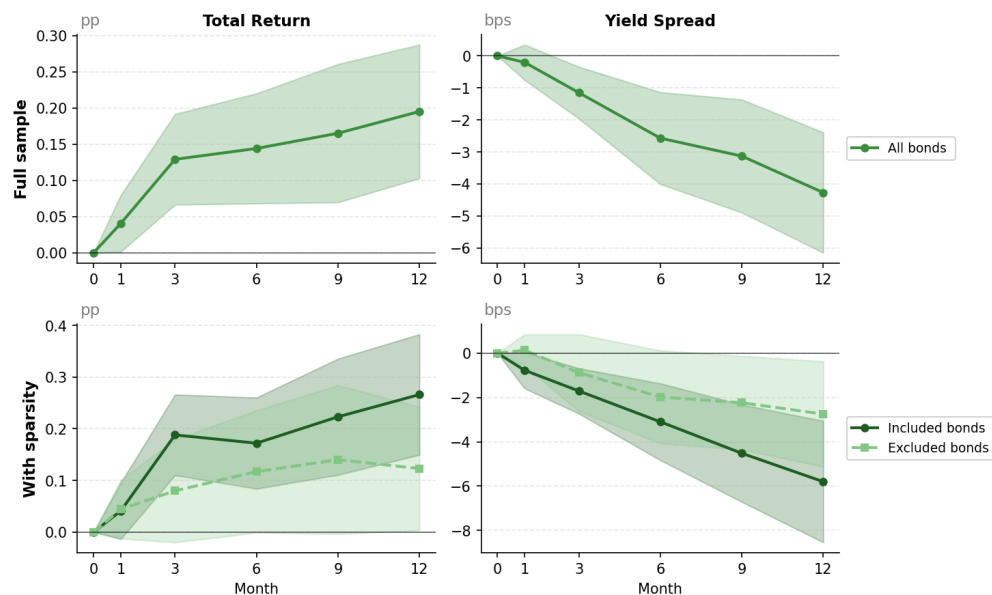 pp
Total Return
bps
Yield Spread
Full sample
0.30
0.25
0.20
0.15
0.10
0.05
0.00
0 1 3 6 9 12
0
−1
−2
−3
−4
−5
−6
0 1 3 6 9 12
All bonds
pp
bps
With sparsity
0.4
0.3
0.2
0.1
0.0
0 1 3 6 9 12
Month
0
−2
−4
−6
−8
0 1 3 6 9 12
Month
Included bonds
Excluded bonds